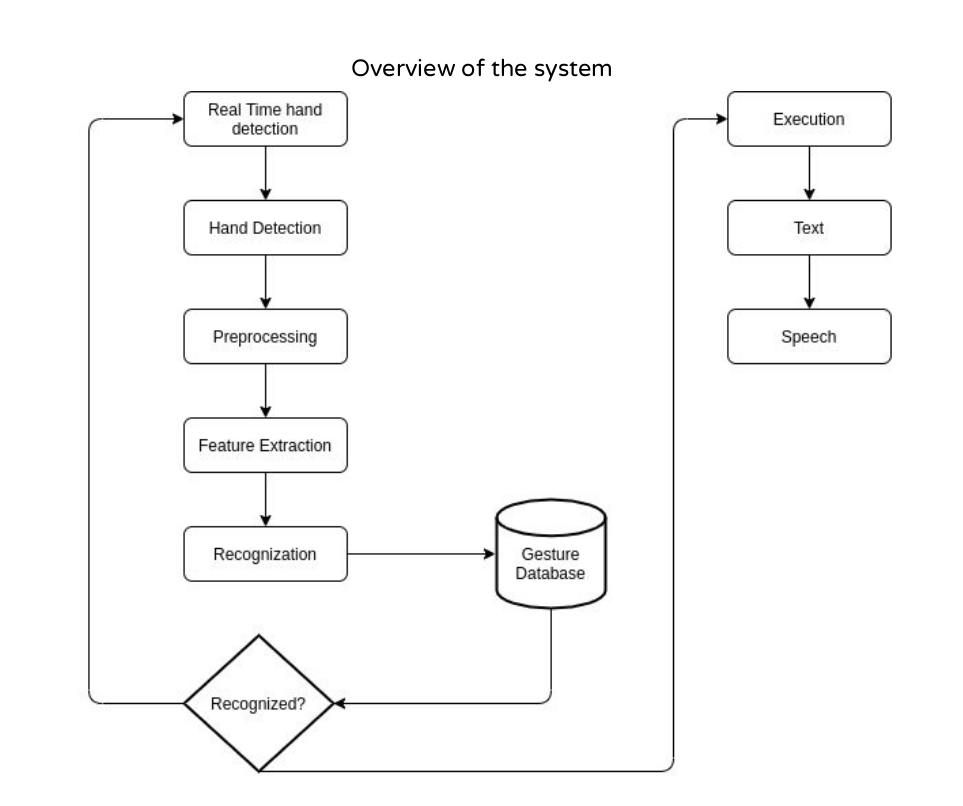 Overview of the system
Real Time hand
detection
Hand Detection
Preprocessing
Feature Extraction
Recognization
Gesture
Database
Recognized?
Execution
Text
Speech